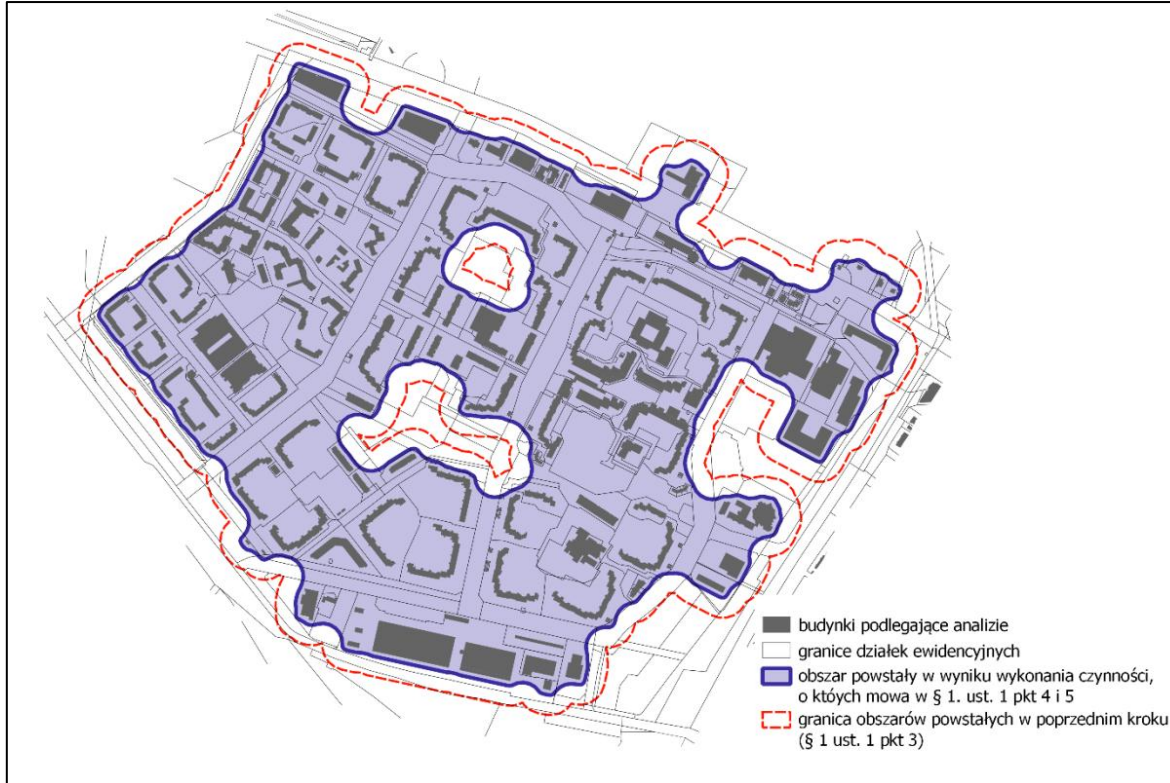 budynki podlegające analizie
granice działek ewidencyjnych
obszar powstały w wyniku wykonania czynności,
o których mowa w § 1. ust. 1 pkt 4 i 5
granica obszarów powstałych w poprzednim kroku
(§ 1 ust. 1 pkt 3)